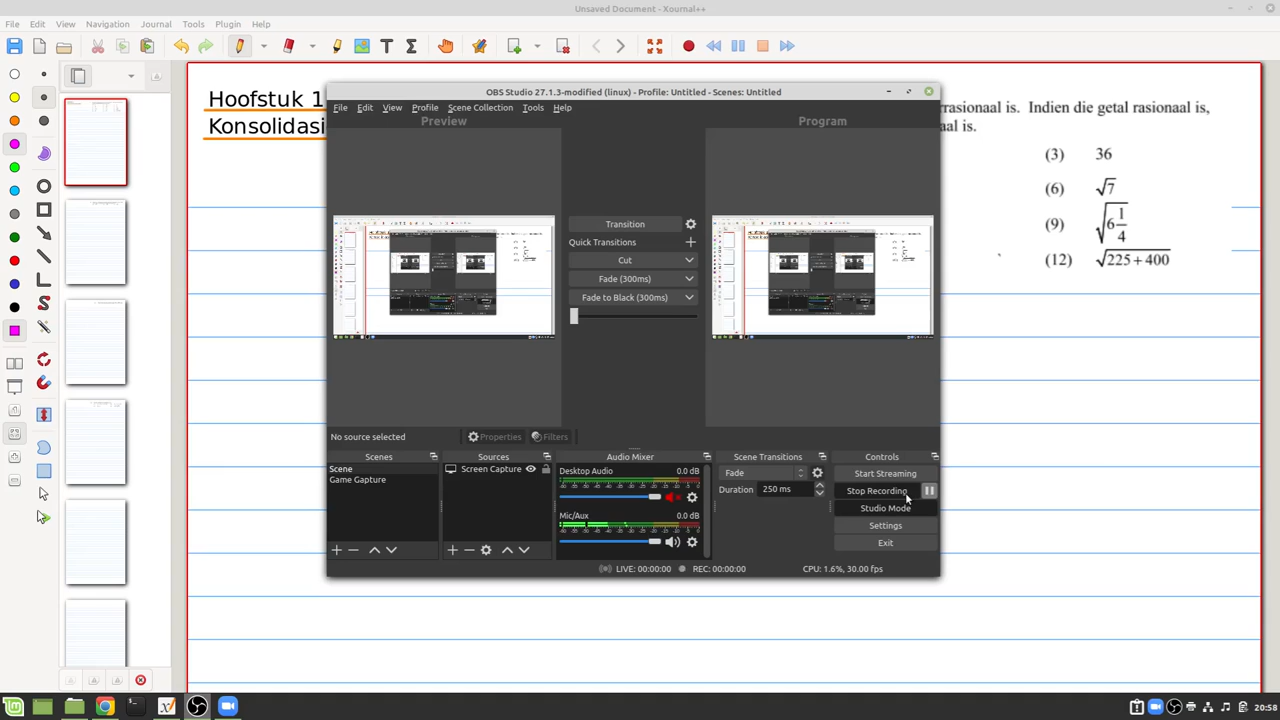 Unsaved Document - Xournal++
File Edit View Navigation Journal Tools Plugin Help
Hoofstuk 1
Konsolidasi
rrasionaal is. Indien die getal rasionaal is,
aal is.
(3) 36
(6) √7
(9) √6 1/4
(12) √225 + 400
OBS Studio 27.1.3-modified (linux) - Profile: Untitled - Scenes: Untitled
File Edit View Profile Scene Collection Tools Help
Preview
Program
Transition
Quick Transitions
Cut
Fade (300ms)
Fade to Black (300ms)
No source selected
Properties
Filters
Scenes
Scene
Game Capture
Sources
Screen Capture
Audio Mixer
Desktop Audio 0.0 dB
Mic/Aux 0.0 dB
Scene Transitions
Fade
Duration 250 ms
Controls
Start Streaming
Stop Recording
Studio Mode
Settings
Exit
LIVE: 00:00:00
REC: 00:00:00
CPU: 1.6%, 30.00 fps
20:58